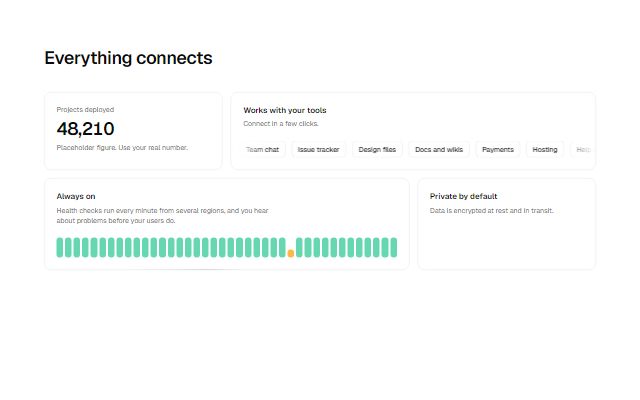 Everything connects
Projects deployed
48,210
Placeholder figure. Use your real number.
Works with your tools
Connect in a few clicks.
Team chat
Issue tracker
Design files
Docs and wikis
Payments
Hosting
Always on
Health checks run every minute from several regions, and you hear
about problems before your users do.
Private by default
Data is encrypted at rest and in transit.